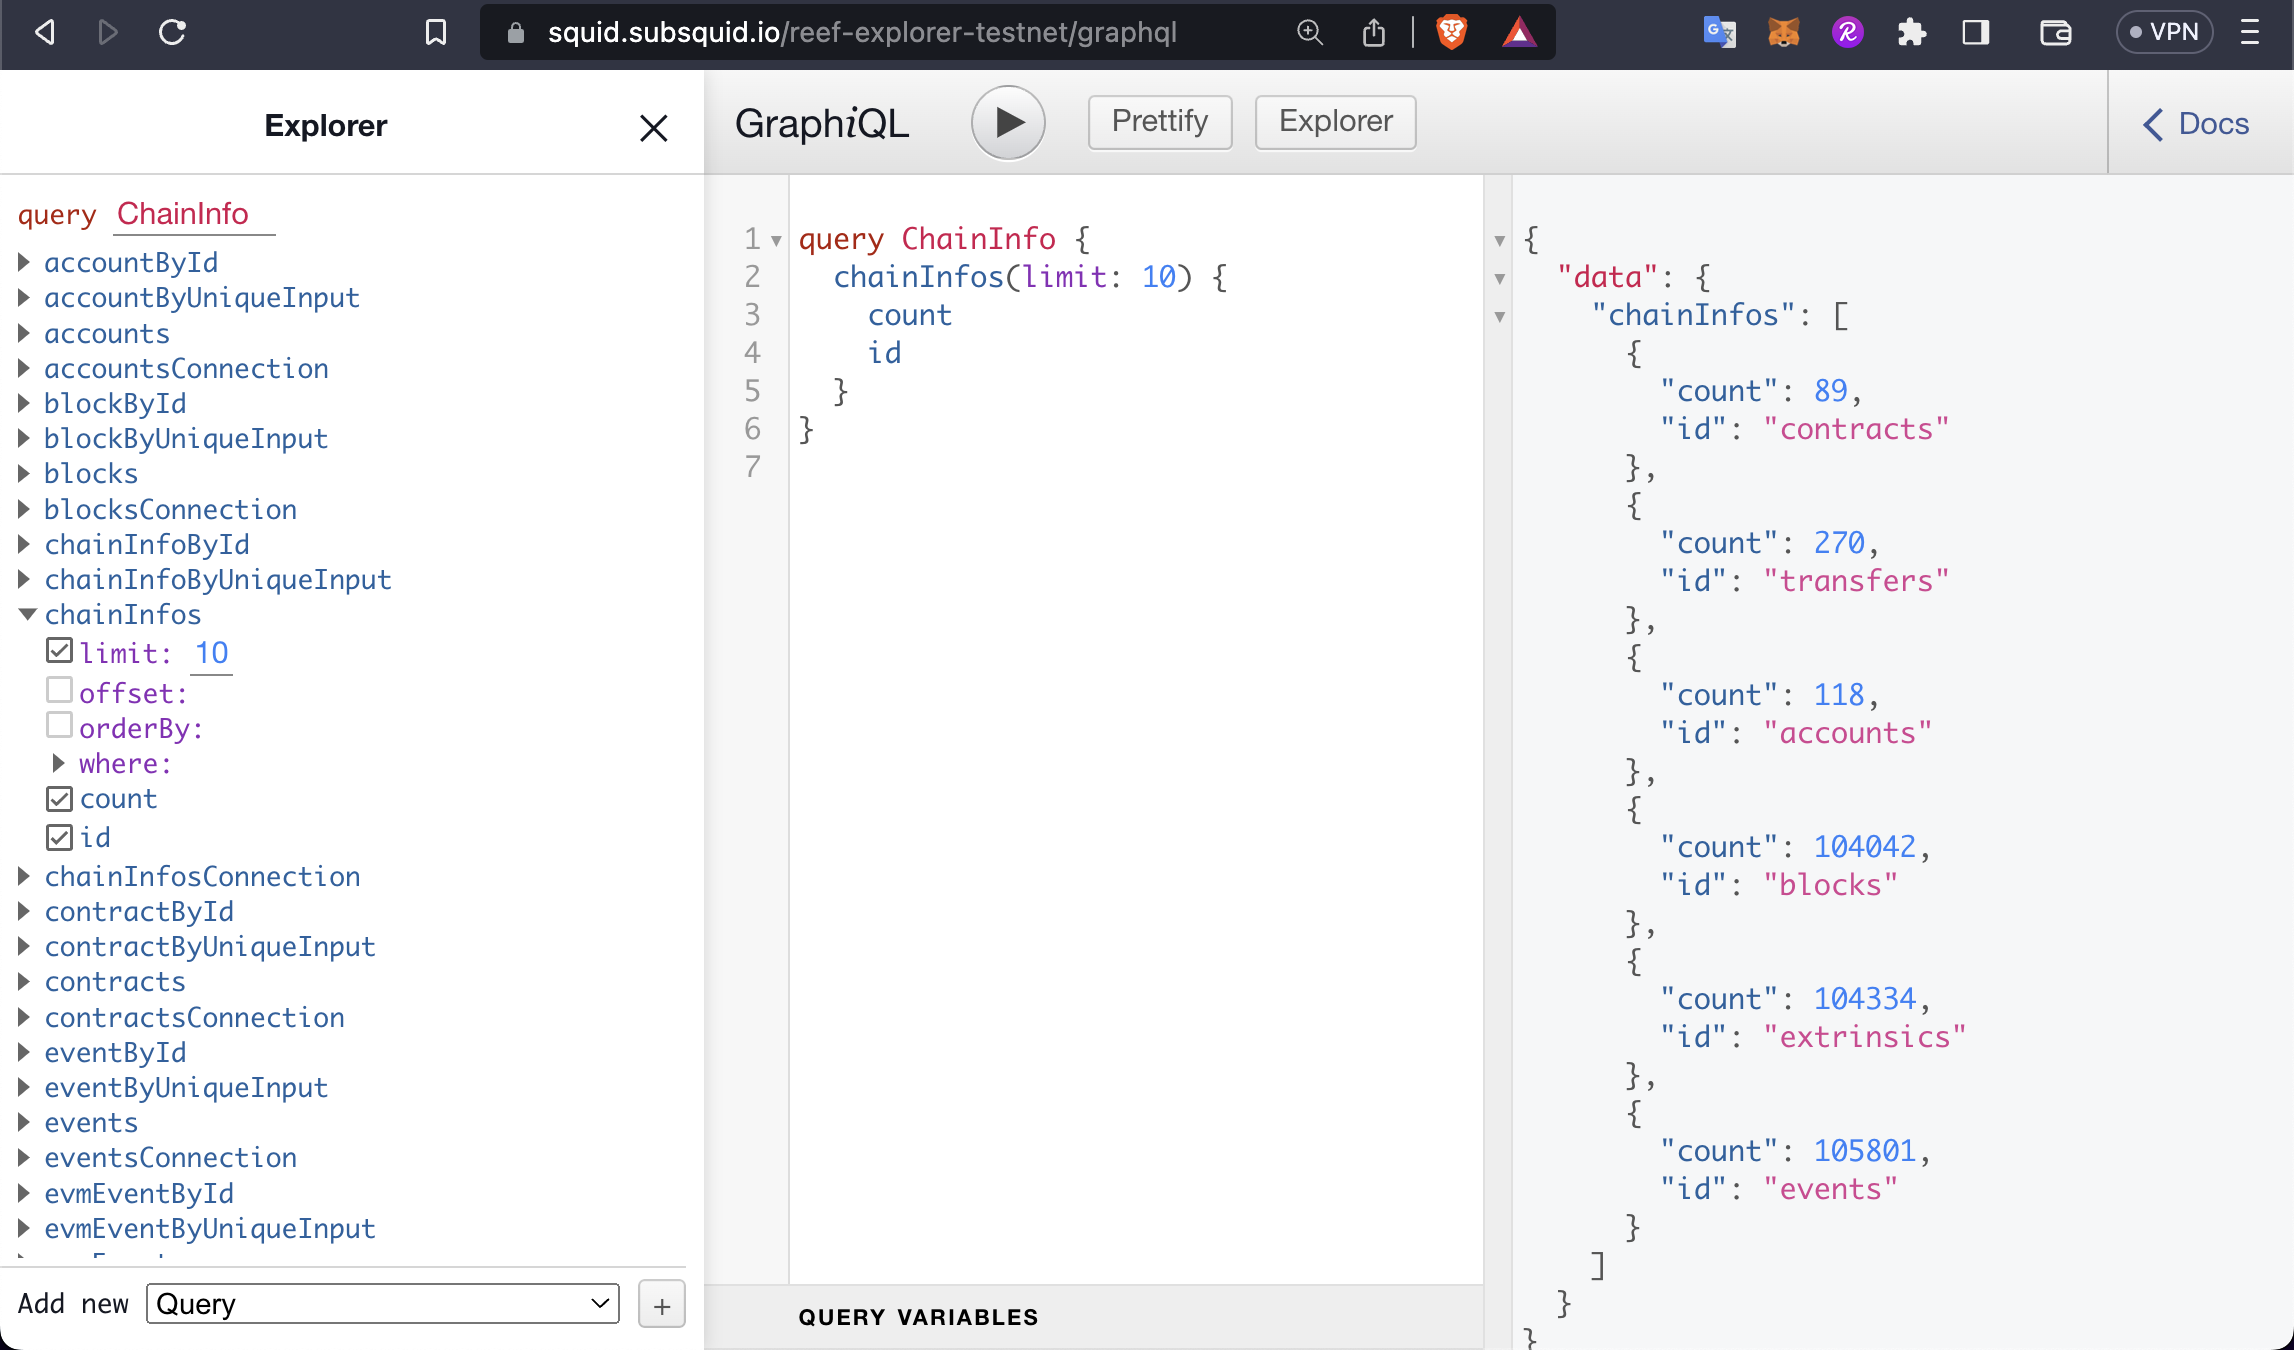 squid.subsquid.io/reef-explorer-testnet/graphql
VPN
Explorer
query ChainInfo
accountById
accountByUniqueInput
accounts
accountsConnection
blockById
blockByUniqueInput
blocks
blocksConnection
chainInfoById
chainInfoByUniqueInput
chainInfos
limit: 10
offset:
orderBy:
where:
count
id
chainInfosConnection
contractById
contractByUniqueInput
contracts
contractsConnection
eventById
eventByUniqueInput
events
eventsConnection
evmEventById
evmEventByUniqueInput
Add new Query +
GraphiQL
Prettify
Explorer
Docs
1 query ChainInfo {
2 chainInfos(limit: 10) {
3 count
4 id
5 }
6 }
7
QUERY VARIABLES
{
"data": {
"chainInfos": [
{
"count": 89,
"id": "contracts"
},
{
"count": 270,
"id": "transfers"
},
{
"count": 118,
"id": "accounts"
},
{
"count": 104042,
"id": "blocks"
},
{
"count": 104334,
"id": "extrinsics"
},
{
"count": 105801,
"id": "events"
}
]
}
}